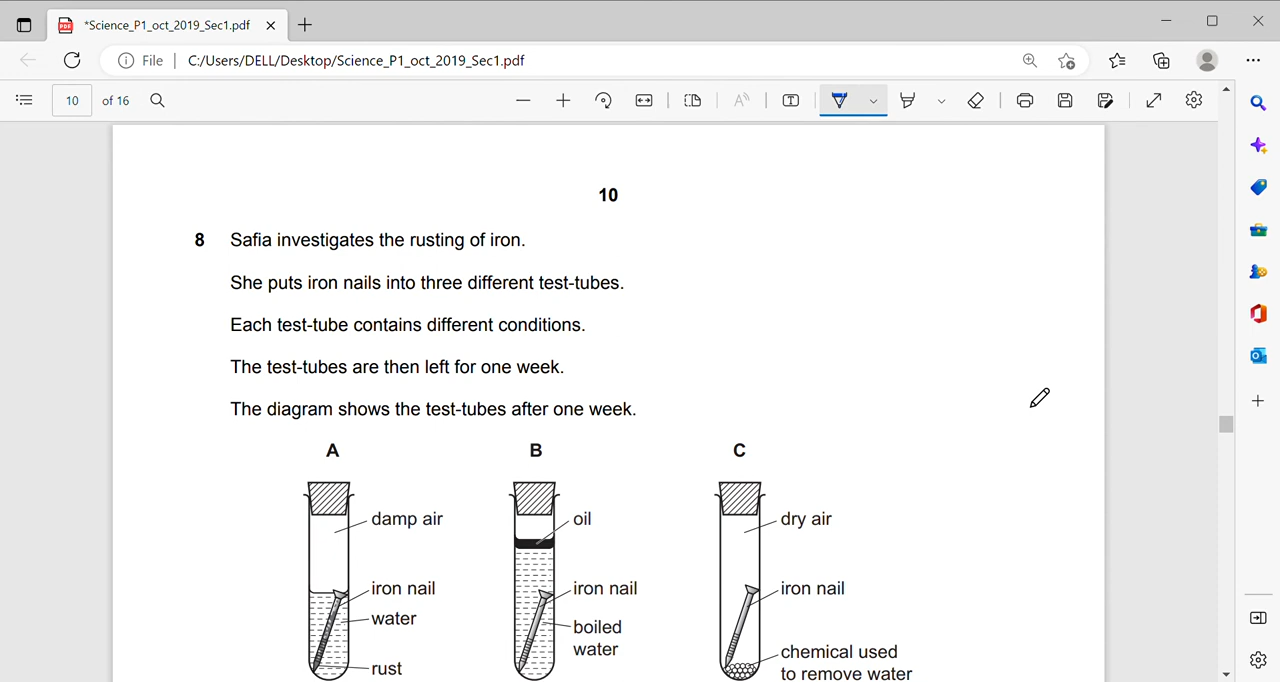 *Science_P1_oct_2019_Sec1.pdf
File C:/Users/DELL/Desktop/Science_P1_oct_2019_Sec1.pdf
10 of 16
10
8 Safia investigates the rusting of iron.
She puts iron nails into three different test-tubes.
Each test-tube contains different conditions.
The test-tubes are then left for one week.
The diagram shows the test-tubes after one week.
A B C
damp air oil dry air
iron nail iron nail iron nail
water boiled
water
rust chemical used
to remove water